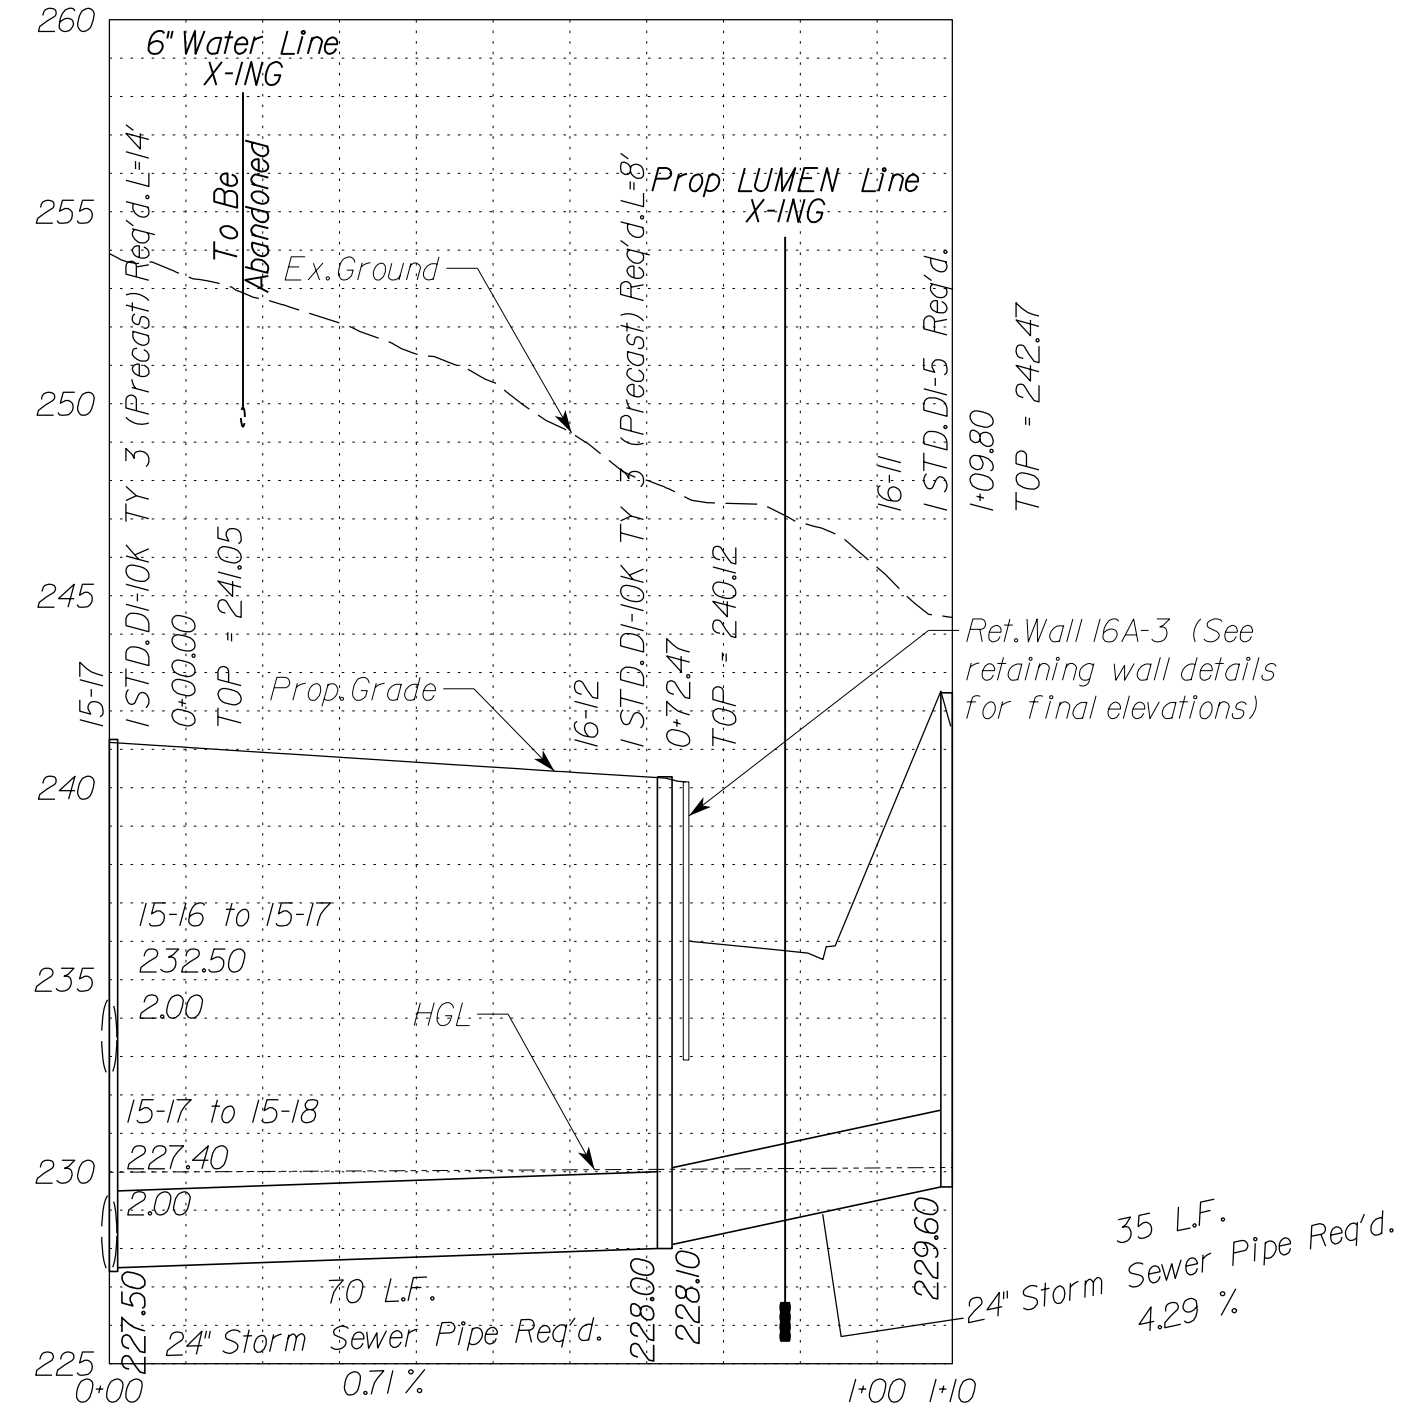 260
6" Water Line
X-ING
To Be
Abandoned
255
Prop LUMEN Line
X-ING
Ex. Ground
250
245
15-17
1 STD. DI-10K TY 3 (Precast) Req'd. L=14'
0+00.00
TOP = 241.05
16-12
1 STD. DI-10K TY 3 (Precast) Req'd. L=8'
0+72.47
TOP = 240.12
16-11
1 STD. DI-5 Req'd.
1+09.80
TOP = 242.47
Ret. Wall 16A-3 (See
retaining wall details
for final elevations)
Prop. Grade
240
15-16 to 15-17
232.50
2.00
235
HGL
15-17 to 15-18
227.40
2.00
230
227.50
228.00
228.10
229.60
70 L.F.
24" Storm Sewer Pipe Req'd.
0.71 %
35 L.F.
24" Storm Sewer Pipe Req'd.
4.29 %
225
0+00
1+00
1+10